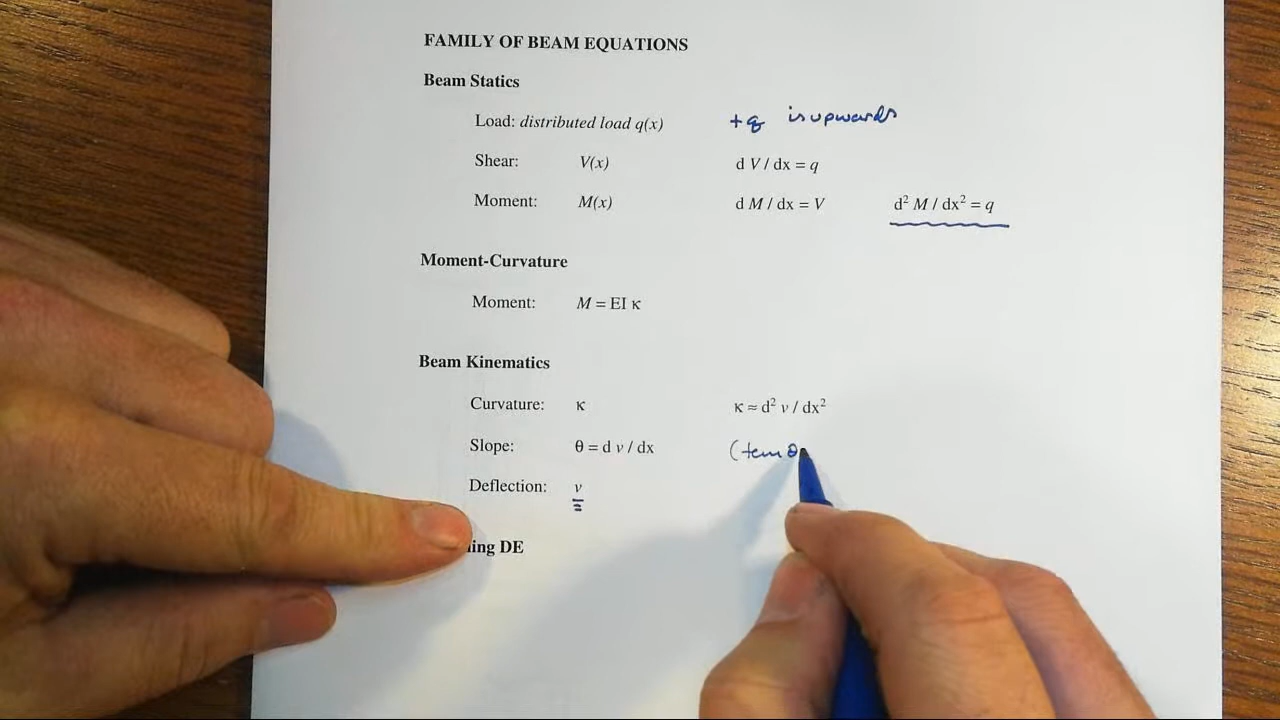 FAMILY OF BEAM EQUATIONS
Beam Statics
Load: distributed load q(x) +q is upwards
Shear: V(x) d V / dx = q
Moment: M(x) d M / dx = V d² M / dx² = q
Moment-Curvature
Moment: M = EI κ
Beam Kinematics
Curvature: κ κ ≈ d² v / dx²
Slope: θ = d v / dx (tan θ
Deflection: v
DE